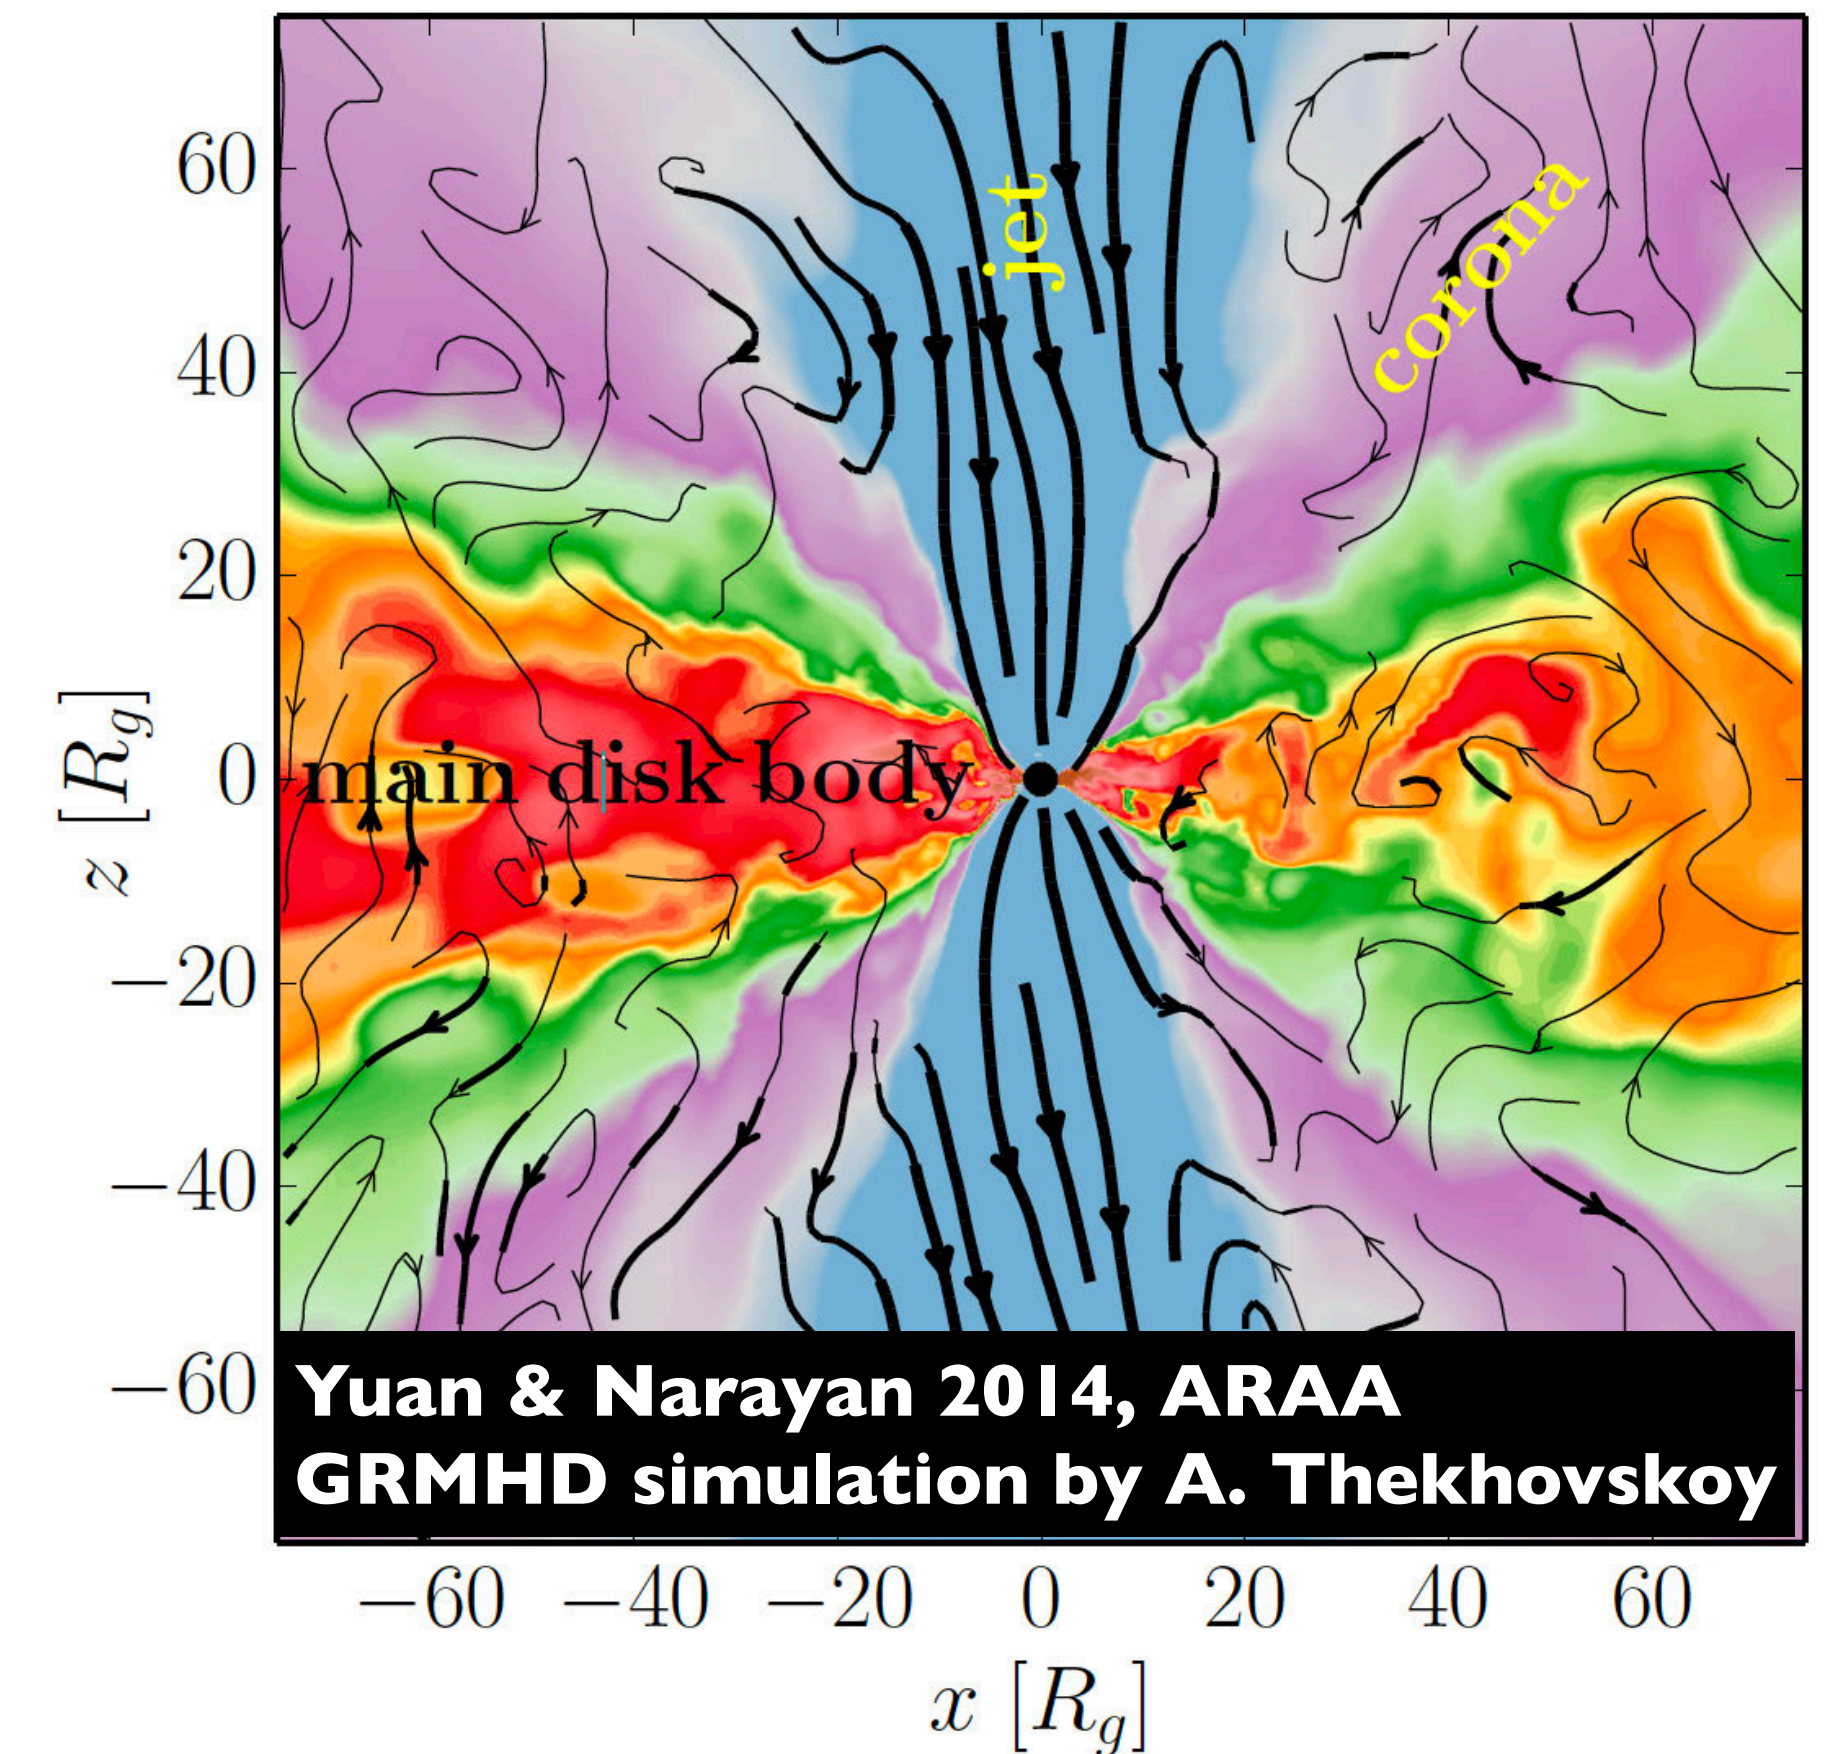 60
40
20
0
−20
−40
−60
z [R_g]
jet
corona
main disk body
Yuan & Narayan 2014, ARAA
GRMHD simulation by A. Thekhovskoy
−60 −40 −20 0 20 40 60
x [R_g]